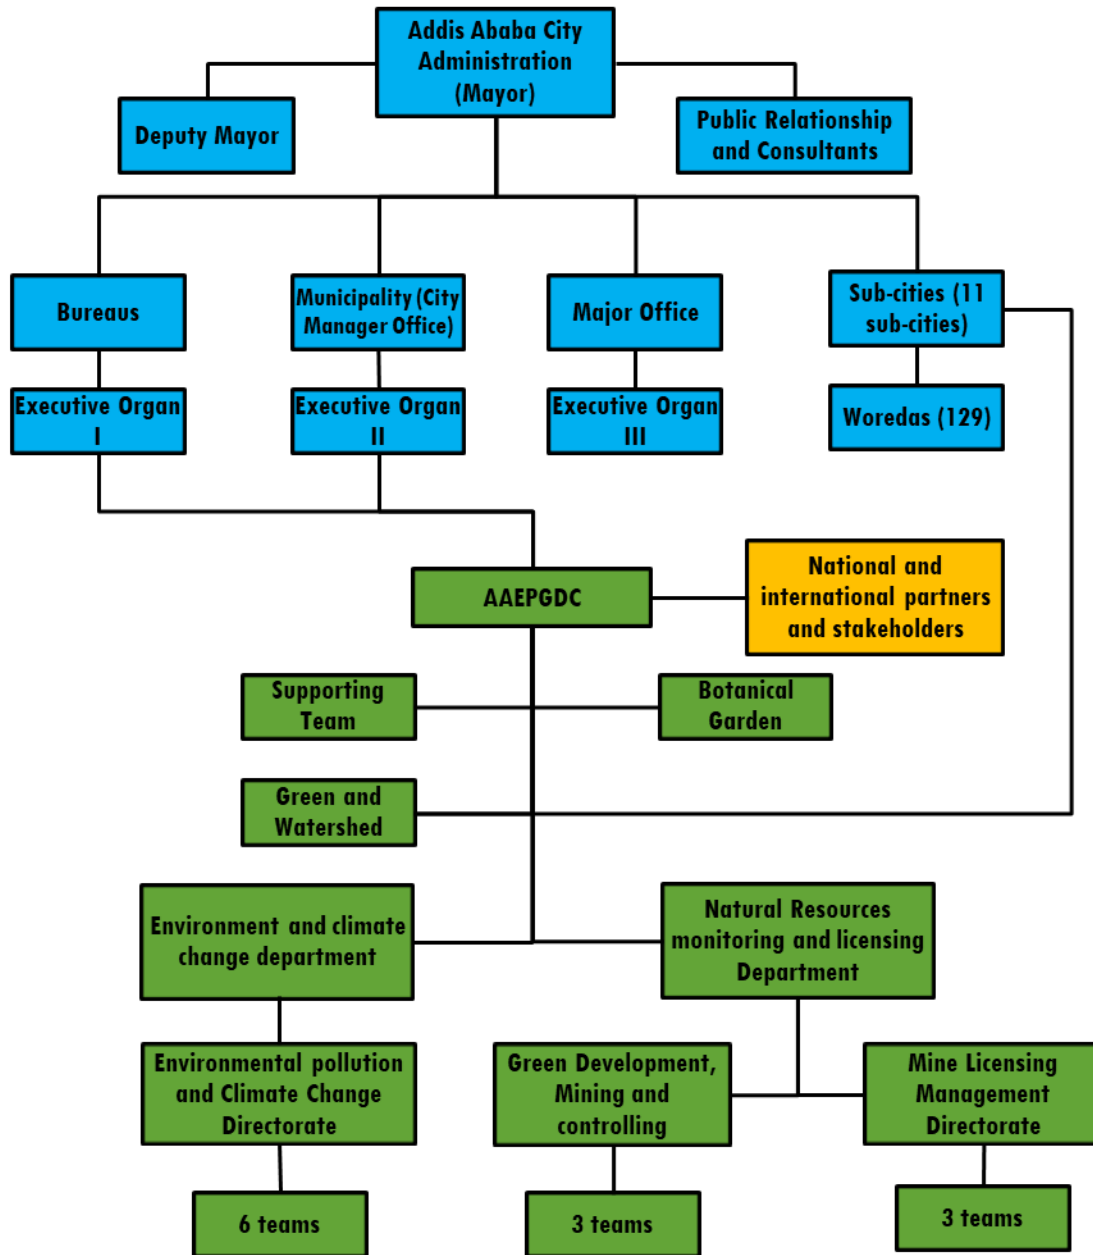 Addis Ababa City
Administration
(Mayor)
Deputy Mayor
Public Relationship
and Consultants
Bureaus
Municipality (City
Manager Office)
Major Office
Sub-cities (11
sub-cities)
Executive Organ
I
Executive Organ
II
Executive Organ
III
Woredas (129)
AAEPGDC
National and
international partners
and stakeholders
Supporting
Team
Botanical
Garden
Green and
Watershed
Environment and climate
change department
Natural Resources
monitoring and licensing
Department
Environmental pollution
and Climate Change
Directorate
Green Development,
Mining and
controlling
Mine Licensing
Management
Directorate
6 teams
3 teams
3 teams